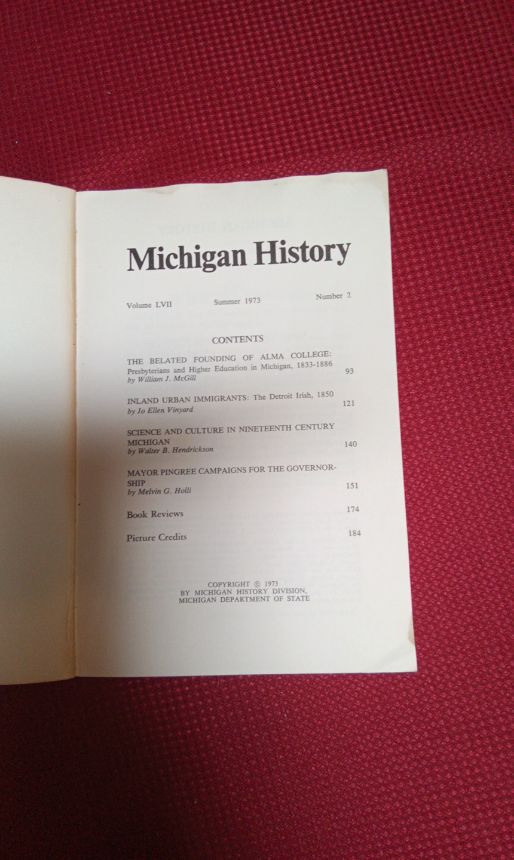 Michigan History
Volume LVII Summer 1973 Number 2
CONTENTS
THE BELATED FOUNDING OF ALMA COLLEGE:
Presbyterians and Higher Education in Michigan, 1833-1886
by William J. McGill 93
INLAND URBAN IMMIGRANTS: The Detroit Irish, 1850
by Jo Ellen Vinyard 121
SCIENCE AND CULTURE IN NINETEENTH CENTURY
MICHIGAN
by Walter B. Hendrickson 140
MAYOR PINGREE CAMPAIGNS FOR THE GOVERNOR-
SHIP
by Melvin G. Holli 151
Book Reviews 174
Picture Credits 184
COPYRIGHT © 1973
BY MICHIGAN HISTORY DIVISION,
MICHIGAN DEPARTMENT OF STATE